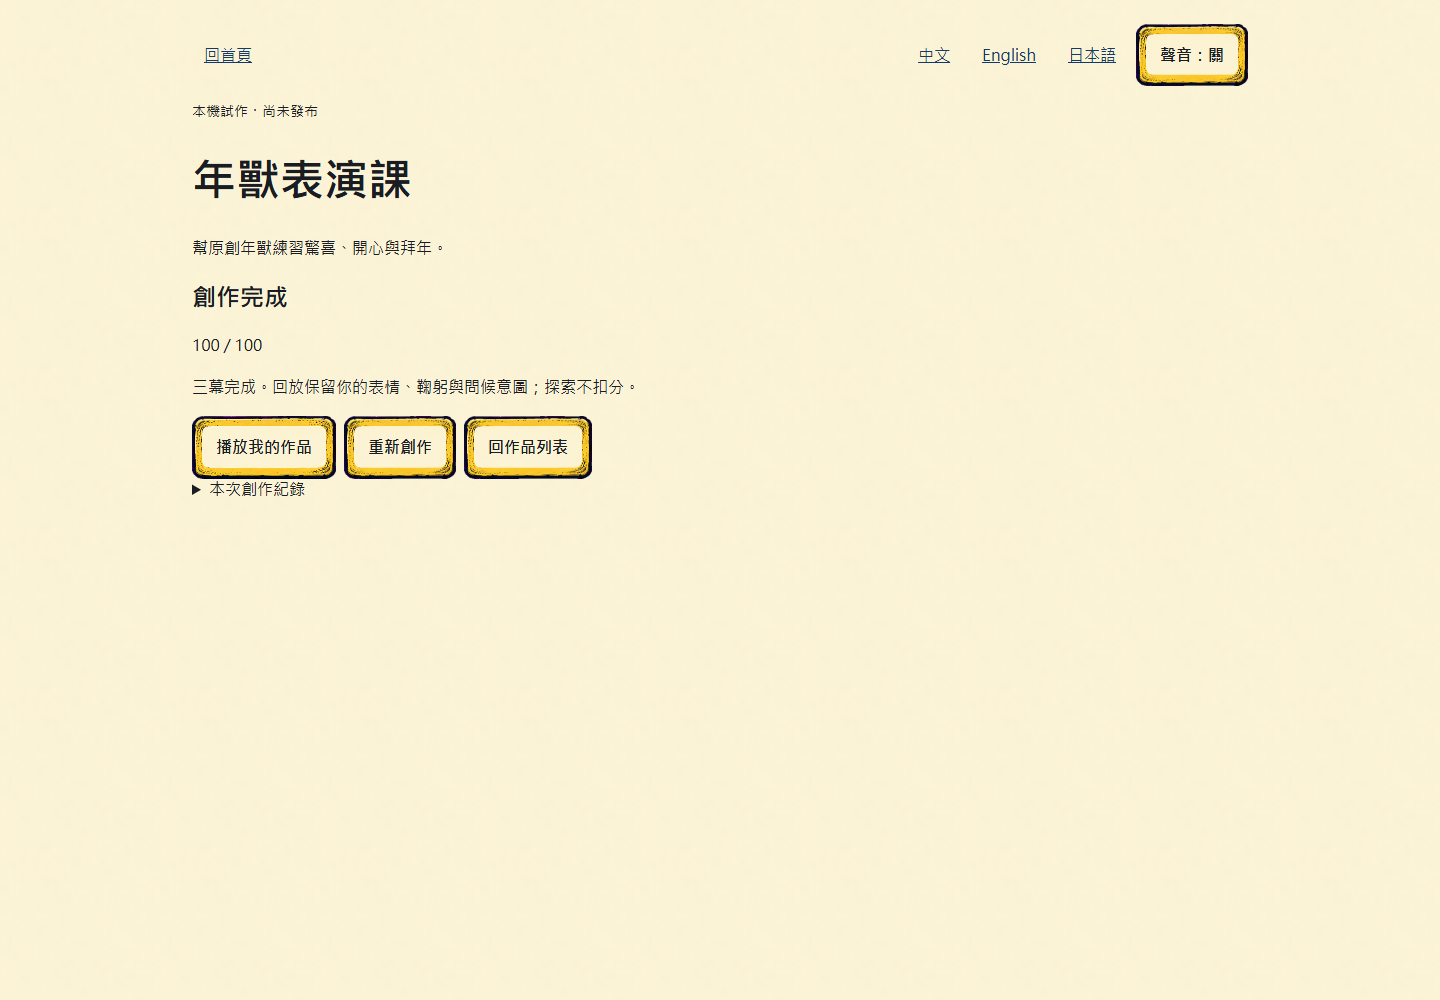 回首頁
中文 English 日本語 聲音：關
本機試作・尚未發布
年獸表演課
幫原創年獸練習驚喜、開心與拜年。
創作完成
100 / 100
三幕完成。回放保留你的表情、鞠躬與問候意圖；探索不扣分。
播放我的作品 重新創作 回作品列表
▶ 本次創作紀錄